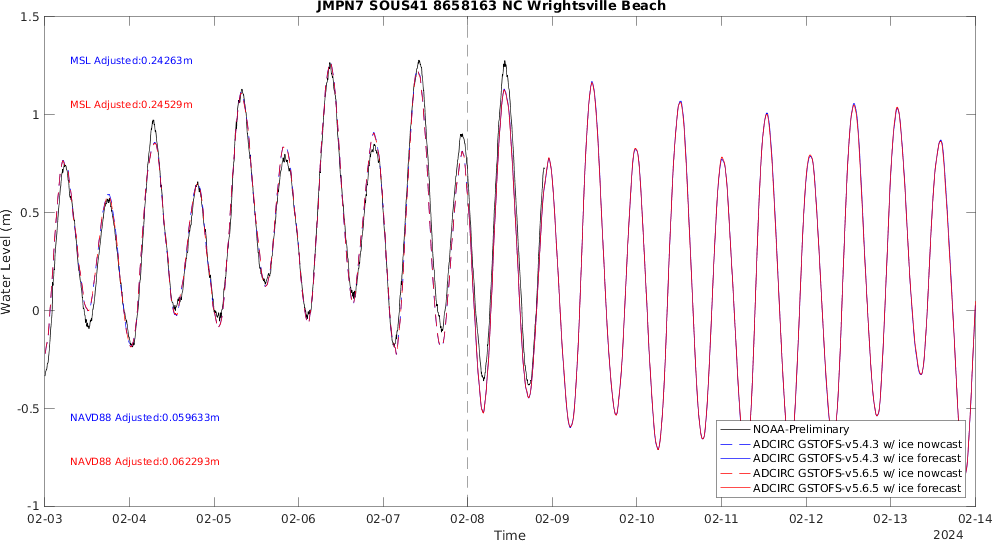 JMPN7 SOUS41 8658163 NC Wrightsville Beach
1.5
1
0.5
0
-0.5
-1
Water Level (m)
MSL Adjusted:0.24263m
MSL Adjusted:0.24529m
NAVD88 Adjusted:0.059633m
NAVD88 Adjusted:0.062293m
NOAA-Preliminary
ADCIRC GSTOFS-v5.4.3 w/ ice nowcast
ADCIRC GSTOFS-v5.4.3 w/ ice forecast
ADCIRC GSTOFS-v5.6.5 w/ ice nowcast
ADCIRC GSTOFS-v5.6.5 w/ ice forecast
02-03 02-04 02-05 02-06 02-07 02-08 02-09 02-10 02-11 02-12 02-13 02-14
Time
2024